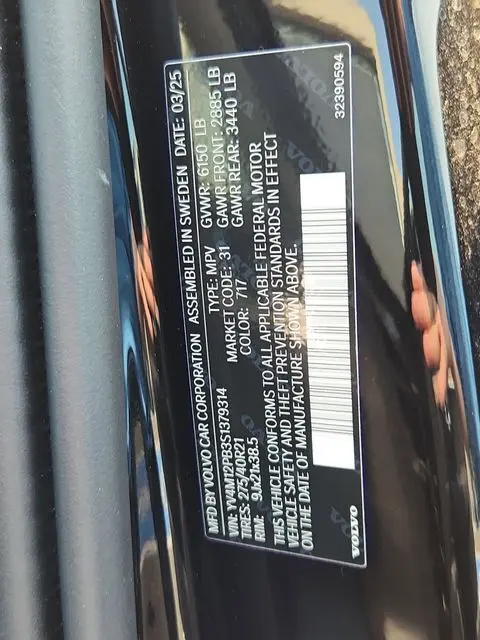 MFD BY VOLVO CAR CORPORATION ASSEMBLED IN SWEDEN DATE: 03/25
VIN: YV4M12PB3S1379314 TYPE: MPV GVWR: 6150 LB
TIRES: 275/40R21 MARKET CODE: 31 GAWR FRONT: 2885 LB
RIM: 9Jx21x38.5 COLOR: 717 GAWR REAR: 3440 LB
THIS VEHICLE CONFORMS TO ALL APPLICABLE FEDERAL MOTOR
VEHICLE SAFETY AND THEFT PREVENTION STANDARDS IN EFFECT
ON THE DATE OF MANUFACTURE SHOWN ABOVE.
VOLVO 32390594